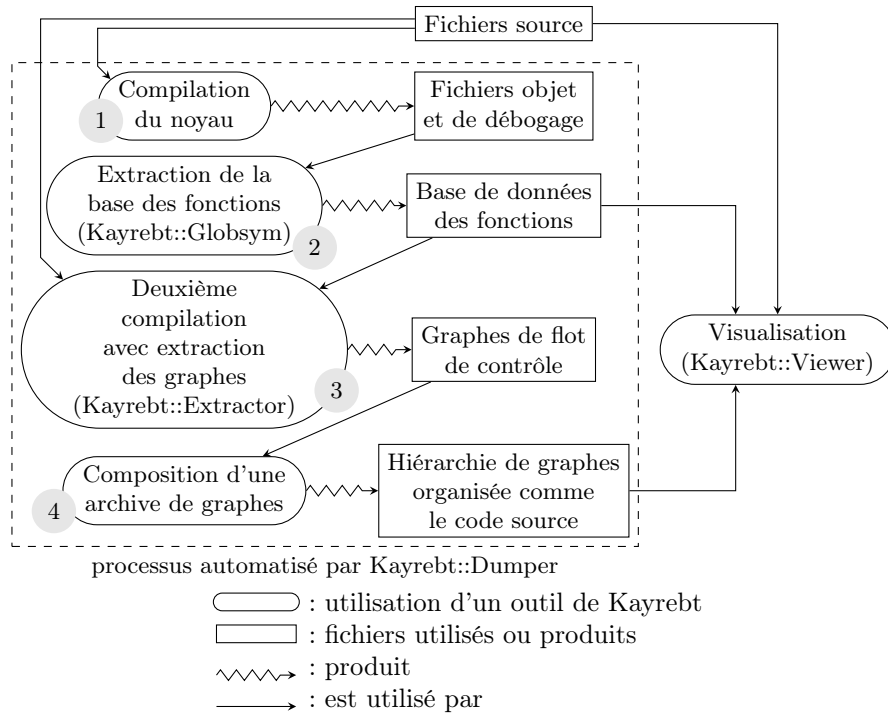 Fichiers source
Compilation
du noyau
1
Fichiers objet
et de débogage
Extraction de la
base des fonctions
(Kayrebt::Globsym)
2
Base de données
des fonctions
Deuxième
compilation
avec extraction
des graphes
(Kayrebt::Extractor)
3
Graphes de flot
de contrôle
Visualisation
(Kayrebt::Viewer)
Composition d'une
archive de graphes
4
Hiérarchie de graphes
organisée comme
le code source
processus automatisé par Kayrebt::Dumper
: utilisation d'un outil de Kayrebt
: fichiers utilisés ou produits
: produit
: est utilisé par